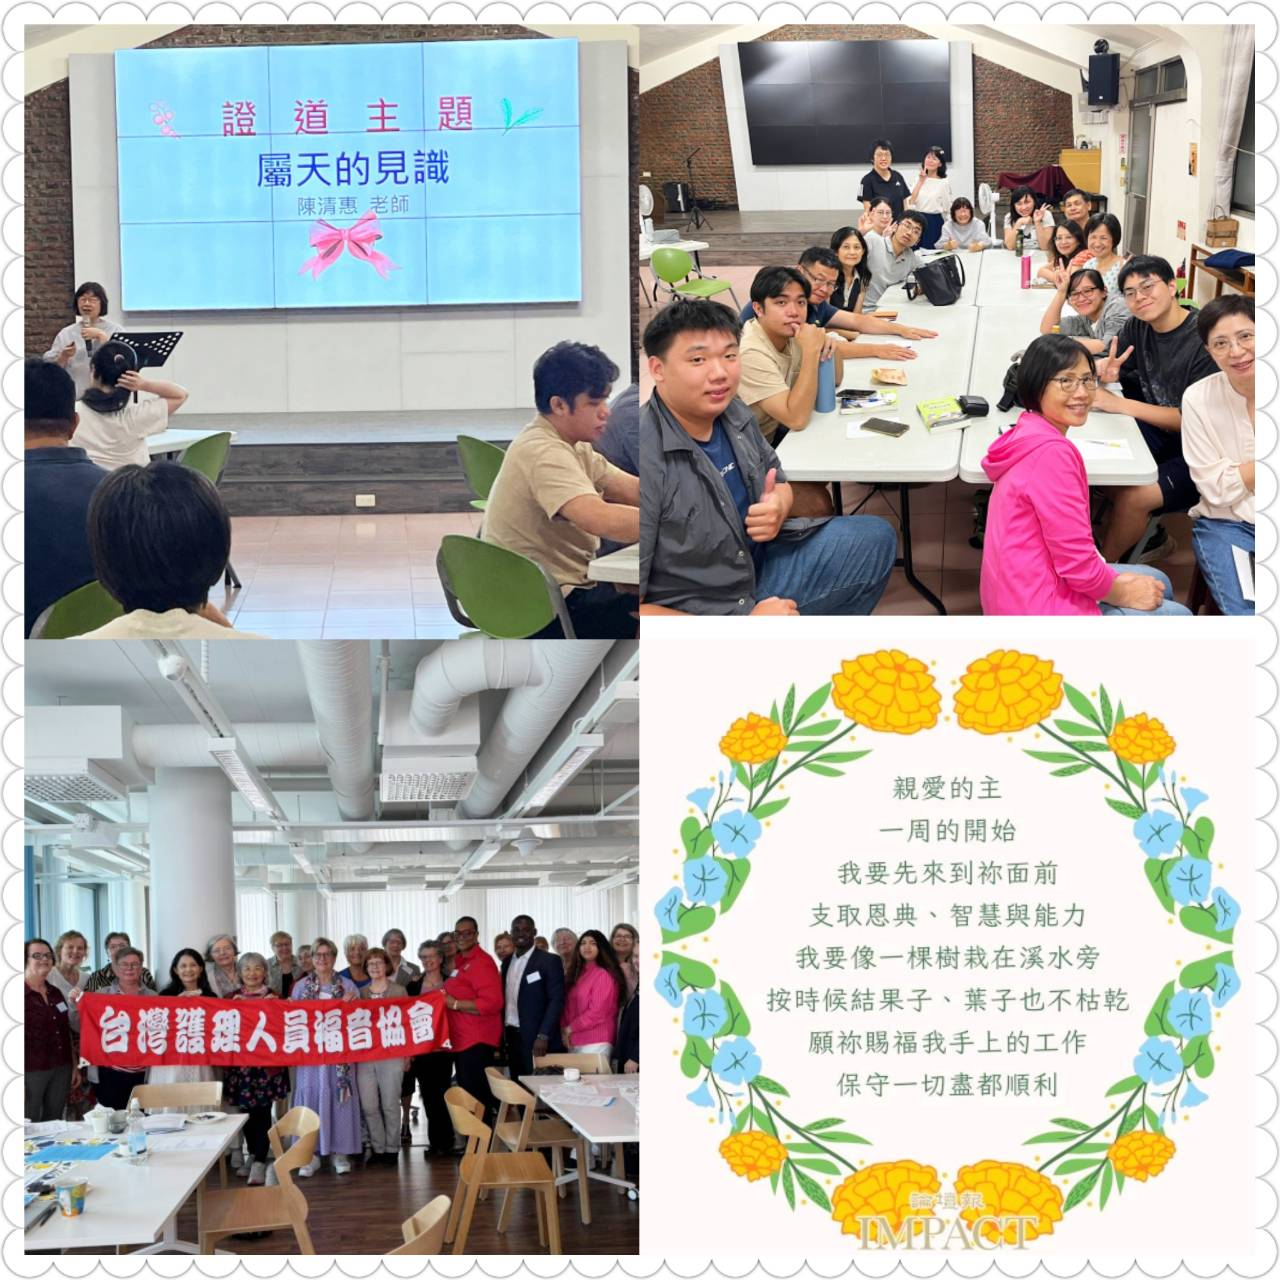 證道主題
屬天的見識
陳清惠 老師
台灣護理人員福音協會
親愛的主
一周的開始
我要先來到祢面前
支取恩典、智慧與能力
我要像一棵樹栽在溪水旁
按時候結果子、葉子也不枯乾
願祢賜福我手上的工作
保守一切盡都順利
論壇報
IMPACT